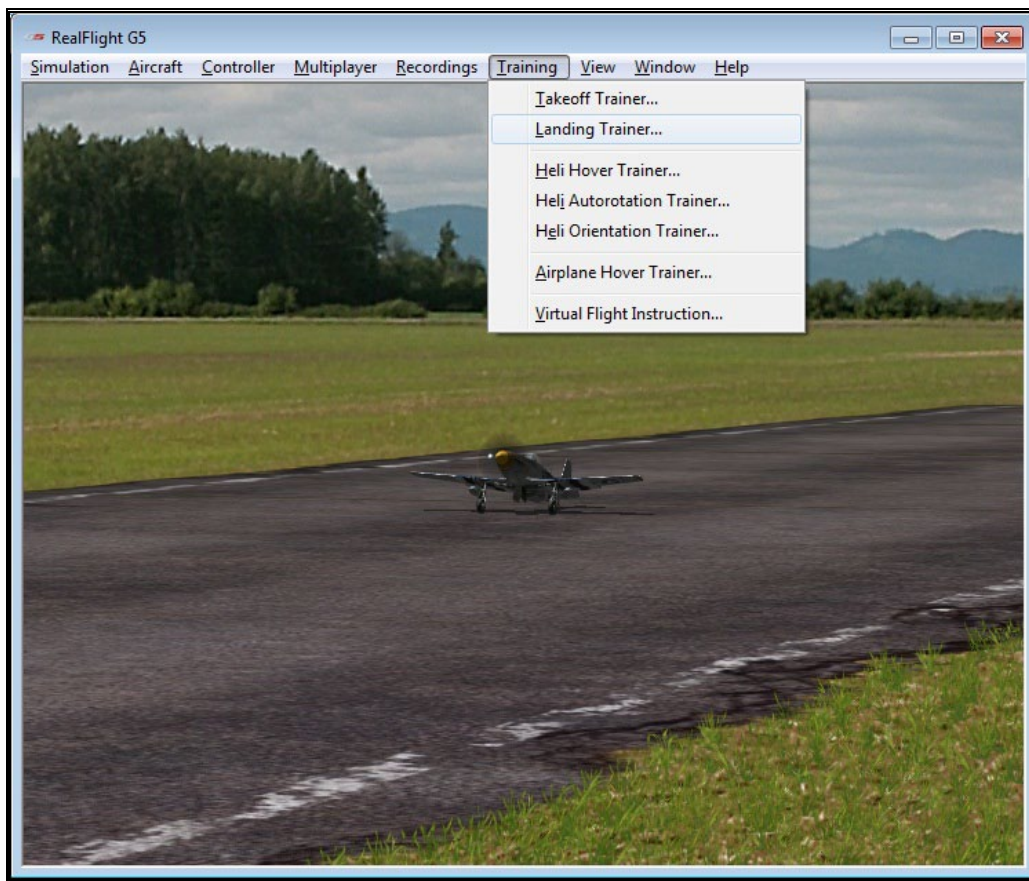 RealFlight G5
Simulation Aircraft Controller Multiplayer Recordings Training View Window Help
Takeoff Trainer...
Landing Trainer...
Heli Hover Trainer...
Heli Autorotation Trainer...
Heli Orientation Trainer...
Airplane Hover Trainer...
Virtual Flight Instruction...